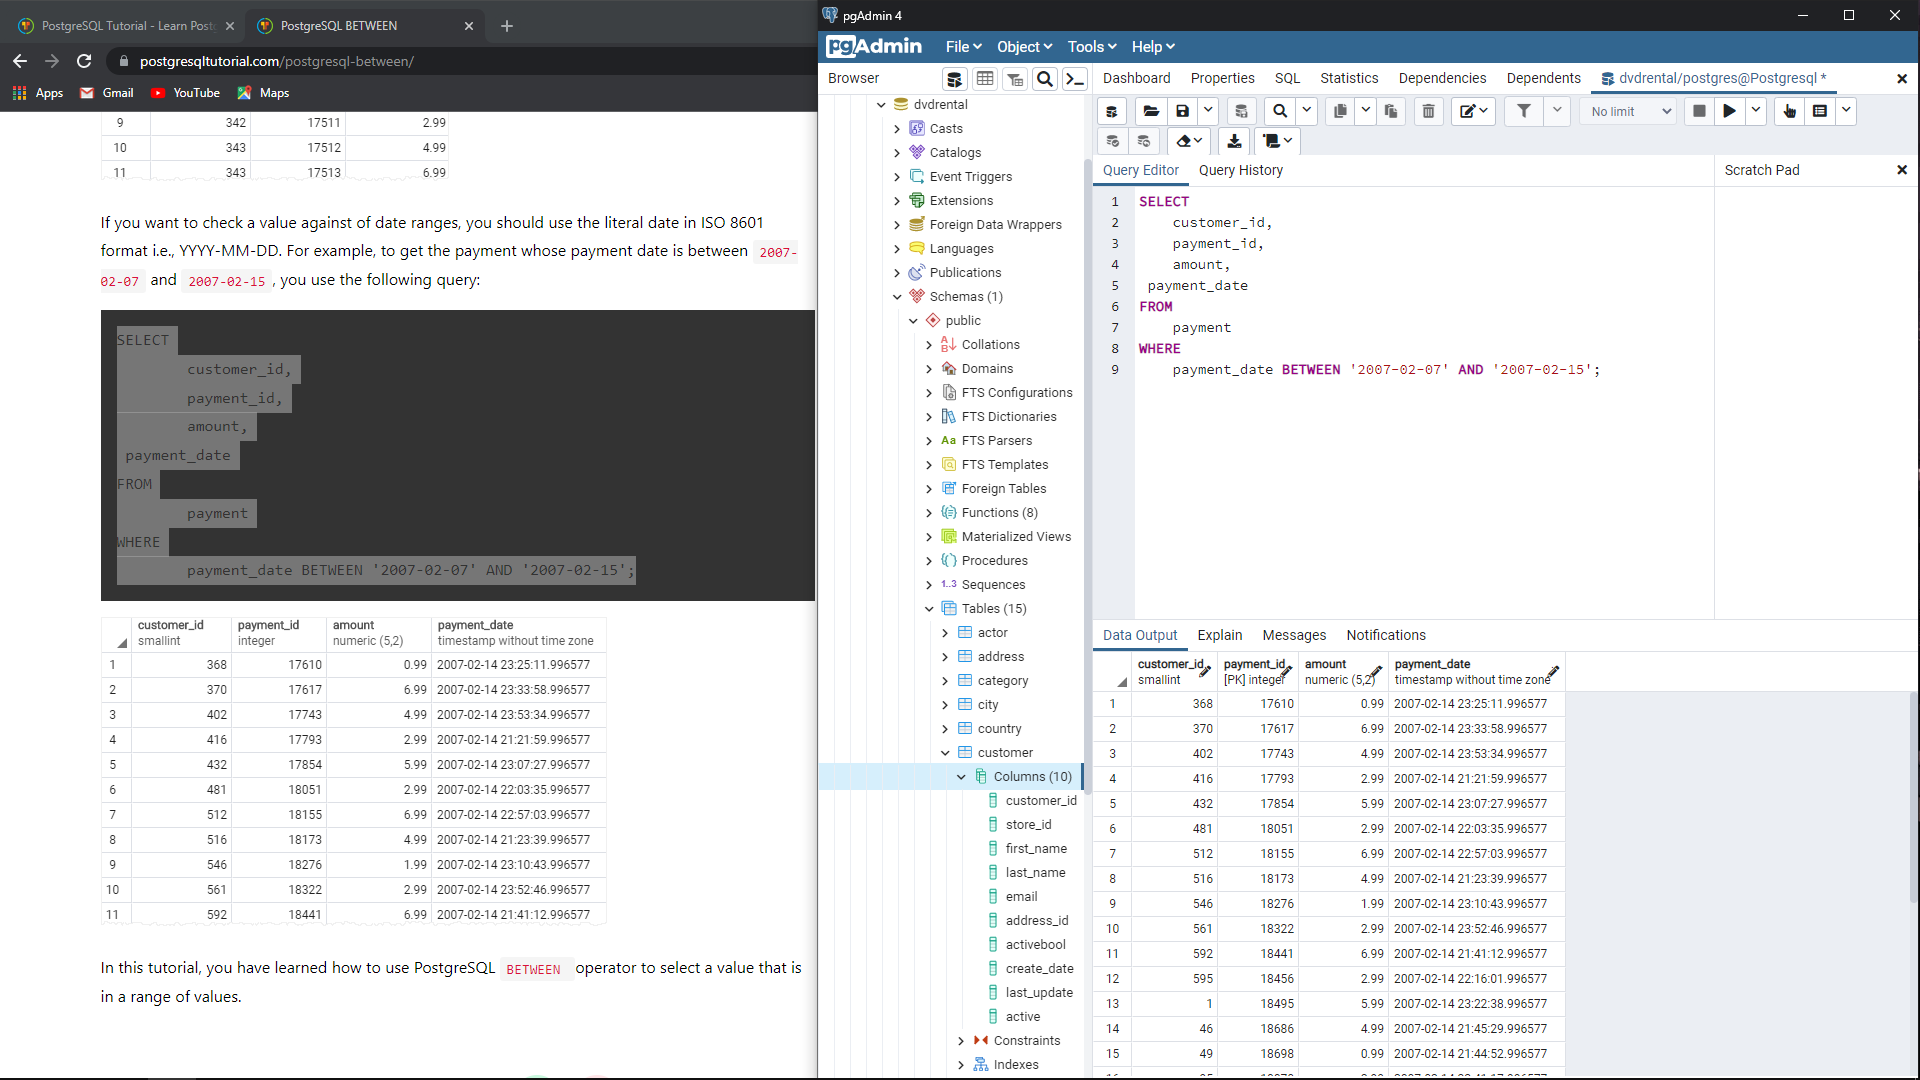 PostgreSQL Tutorial - Learn Post
PostgreSQL BETWEEN
postgresqltutorial.com/postgresql-between/
Apps Gmail YouTube Maps
9 342 17511 2.99
10 343 17512 4.99
11 343 17513 6.99
If you want to check a value against of date ranges, you should use the literal date in ISO 8601
format i.e., YYYY-MM-DD. For example, to get the payment whose payment date is between 2007-
02-07 and 2007-02-15 , you use the following query:
SELECT
customer_id,
payment_id,
amount,
payment_date
FROM
payment
WHERE
payment_date BETWEEN '2007-02-07' AND '2007-02-15';
customer_id payment_id amount payment_date
smallint integer numeric (5,2) timestamp without time zone
1 368 17610 0.99 2007-02-14 23:25:11.996577
2 370 17617 6.99 2007-02-14 23:33:58.996577
3 402 17743 4.99 2007-02-14 23:53:34.996577
4 416 17793 2.99 2007-02-14 21:21:59.996577
5 432 17854 5.99 2007-02-14 23:07:27.996577
6 481 18051 2.99 2007-02-14 22:03:35.996577
7 512 18155 6.99 2007-02-14 22:57:03.996577
8 516 18173 4.99 2007-02-14 21:23:39.996577
9 546 18276 1.99 2007-02-14 23:10:43.996577
10 561 18322 2.99 2007-02-14 23:52:46.996577
11 592 18441 6.99 2007-02-14 21:41:12.996577
In this tutorial, you have learned how to use PostgreSQL BETWEEN operator to select a value that is
in a range of values.
pgAdmin 4
pgAdmin File Object Tools Help
Browser
dvdrental
Casts
Catalogs
Event Triggers
Extensions
Foreign Data Wrappers
Languages
Publications
Schemas (1)
public
Collations
Domains
FTS Configurations
FTS Dictionaries
Aa FTS Parsers
FTS Templates
Foreign Tables
Functions (8)
Materialized Views
Procedures
1..3 Sequences
Tables (15)
actor
address
category
city
country
customer
Columns (10)
customer_id
store_id
first_name
last_name
email
address_id
activebool
create_date
last_update
active
Constraints
Indexes
Dashboard Properties SQL Statistics Dependencies Dependents dvdrental/postgres@Postgresql *
No limit
Query Editor Query History
Scratch Pad
1 SELECT
2 customer_id,
3 payment_id,
4 amount,
5 payment_date
6 FROM
7 payment
8 WHERE
9 payment_date BETWEEN '2007-02-07' AND '2007-02-15';
Data Output Explain Messages Notifications
customer_id payment_id amount payment_date
smallint [PK] integer numeric (5,2) timestamp without time zone
1 368 17610 0.99 2007-02-14 23:25:11.996577
2 370 17617 6.99 2007-02-14 23:33:58.996577
3 402 17743 4.99 2007-02-14 23:53:34.996577
4 416 17793 2.99 2007-02-14 21:21:59.996577
5 432 17854 5.99 2007-02-14 23:07:27.996577
6 481 18051 2.99 2007-02-14 22:03:35.996577
7 512 18155 6.99 2007-02-14 22:57:03.996577
8 516 18173 4.99 2007-02-14 21:23:39.996577
9 546 18276 1.99 2007-02-14 23:10:43.996577
10 561 18322 2.99 2007-02-14 23:52:46.996577
11 592 18441 6.99 2007-02-14 21:41:12.996577
12 595 18456 2.99 2007-02-14 22:16:01.996577
13 1 18495 5.99 2007-02-14 23:22:38.996577
14 46 18686 4.99 2007-02-14 21:45:29.996577
15 49 18698 0.99 2007-02-14 21:44:52.996577